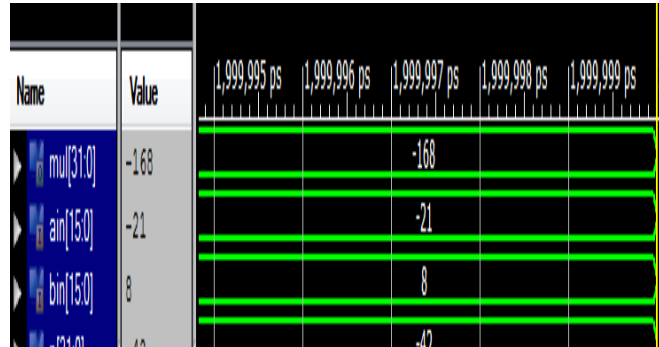 Name Value 1,999,995 ps 1,999,996 ps 1,999,997 ps 1,999,998 ps 1,999,999 ps
mul[31:0] -168 -168
ain[15:0] -21 -21
bin[15:0] 8 8
-42